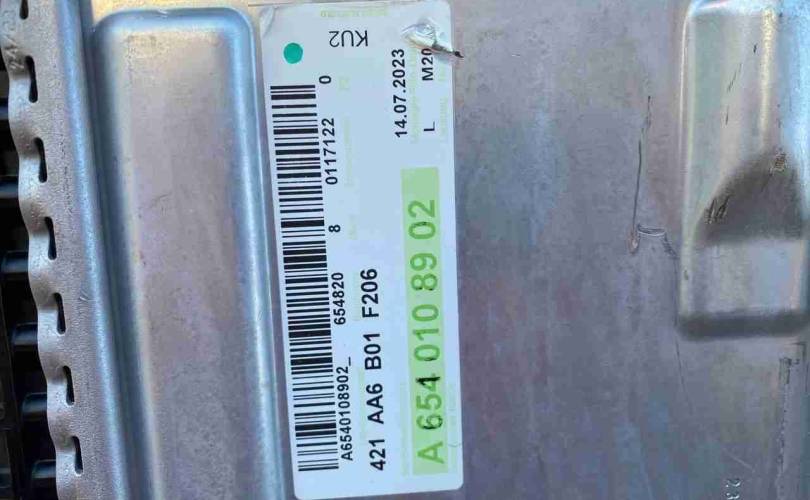 KU2
A6540108902_ 654820 8 0117122 0
421 AA6 B01 F206
14.07.2023
L M20
A 654 010 89 02